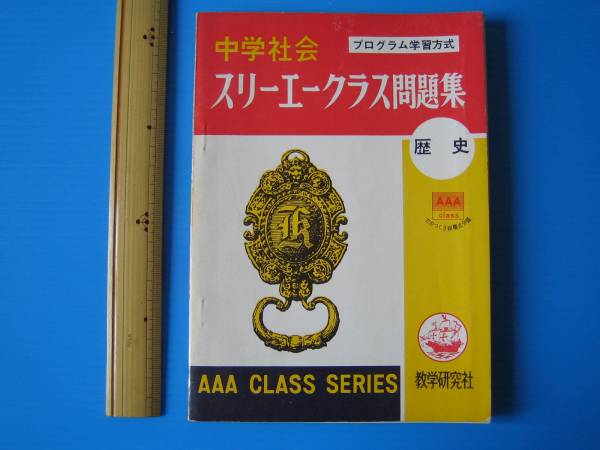 中学社会
プログラム学習方式
スリーエークラス問題集
歴史
AAA
class
K
AAA CLASS SERIES
教学研究社